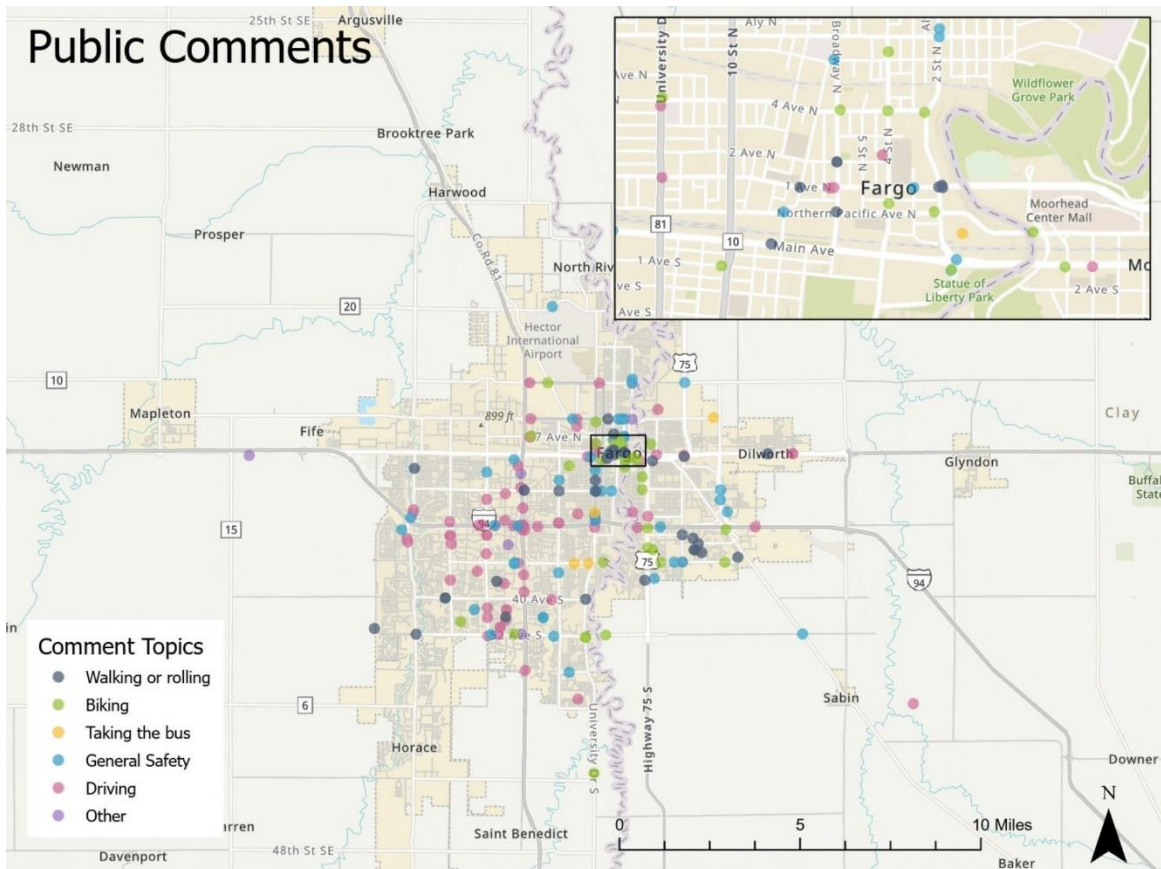 Public Comments
25th St SE
Argusville
28th St SE
Brooktree Park
Newman
Harwood
Prosper
Co Rd 81
North Riv
20
Hector
International
Airport
75
10
Mapleton
899 ft
Clay
Fife
7 Ave N
Fargo
Dilworth
Glyndon
Buffal
State
94
15
75
94
40 Ave S
52 Ave S
in
6
Sabin
Horace
University Dr S
Highway 75 S
Downer
arren
Saint Benedict
Davenport
48th St SE
Baker
Aly N
University D
10 St N
Broadway N
Al
2 St N
Wildflower
Grove Park
Ave N
4 Ave N
5 St N
4 St N
2 Ave N
1 Ave N
Fargo
Moorhead
Center Mall
Northern Pacific Ave N
81
10
Main Ave
1 Ave S
Mo
ve S
Statue of
Liberty Park
2 Ave S
Ave S
Comment Topics
Walking or rolling
Biking
Taking the bus
General Safety
Driving
Other
0
5
10 Miles
N